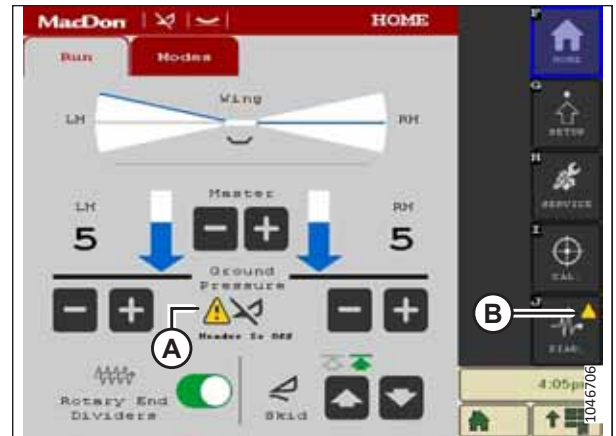 MacDon HOME
Run Modes
Wing
LH RH
Master
LH RH
5 5
Ground
Pressure
A
Header Is OFF
Rotary End
Dividers
Skid
F
HOME
G
SETUP
H
SERVICE
I
CAL.
J
B
DIAG.
4:05pm
1046706